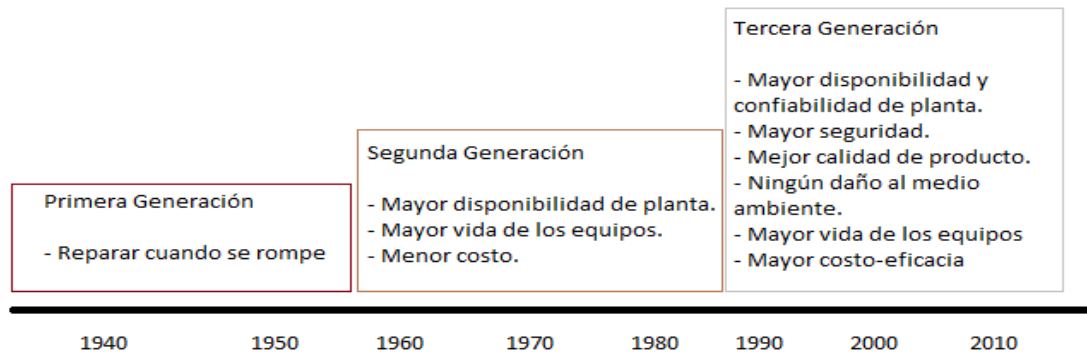 Primera Generación
- Reparar cuando se rompe
Segunda Generación
- Mayor disponibilidad de planta.
- Mayor vida de los equipos.
- Menor costo.
Tercera Generación
- Mayor disponibilidad y
confiabilidad de planta.
- Mayor seguridad.
- Mejor calidad de producto.
- Ningún daño al medio
ambiente.
- Mayor vida de los equipos
- Mayor costo-eficacia
1940 1950 1960 1970 1980 1990 2000 2010